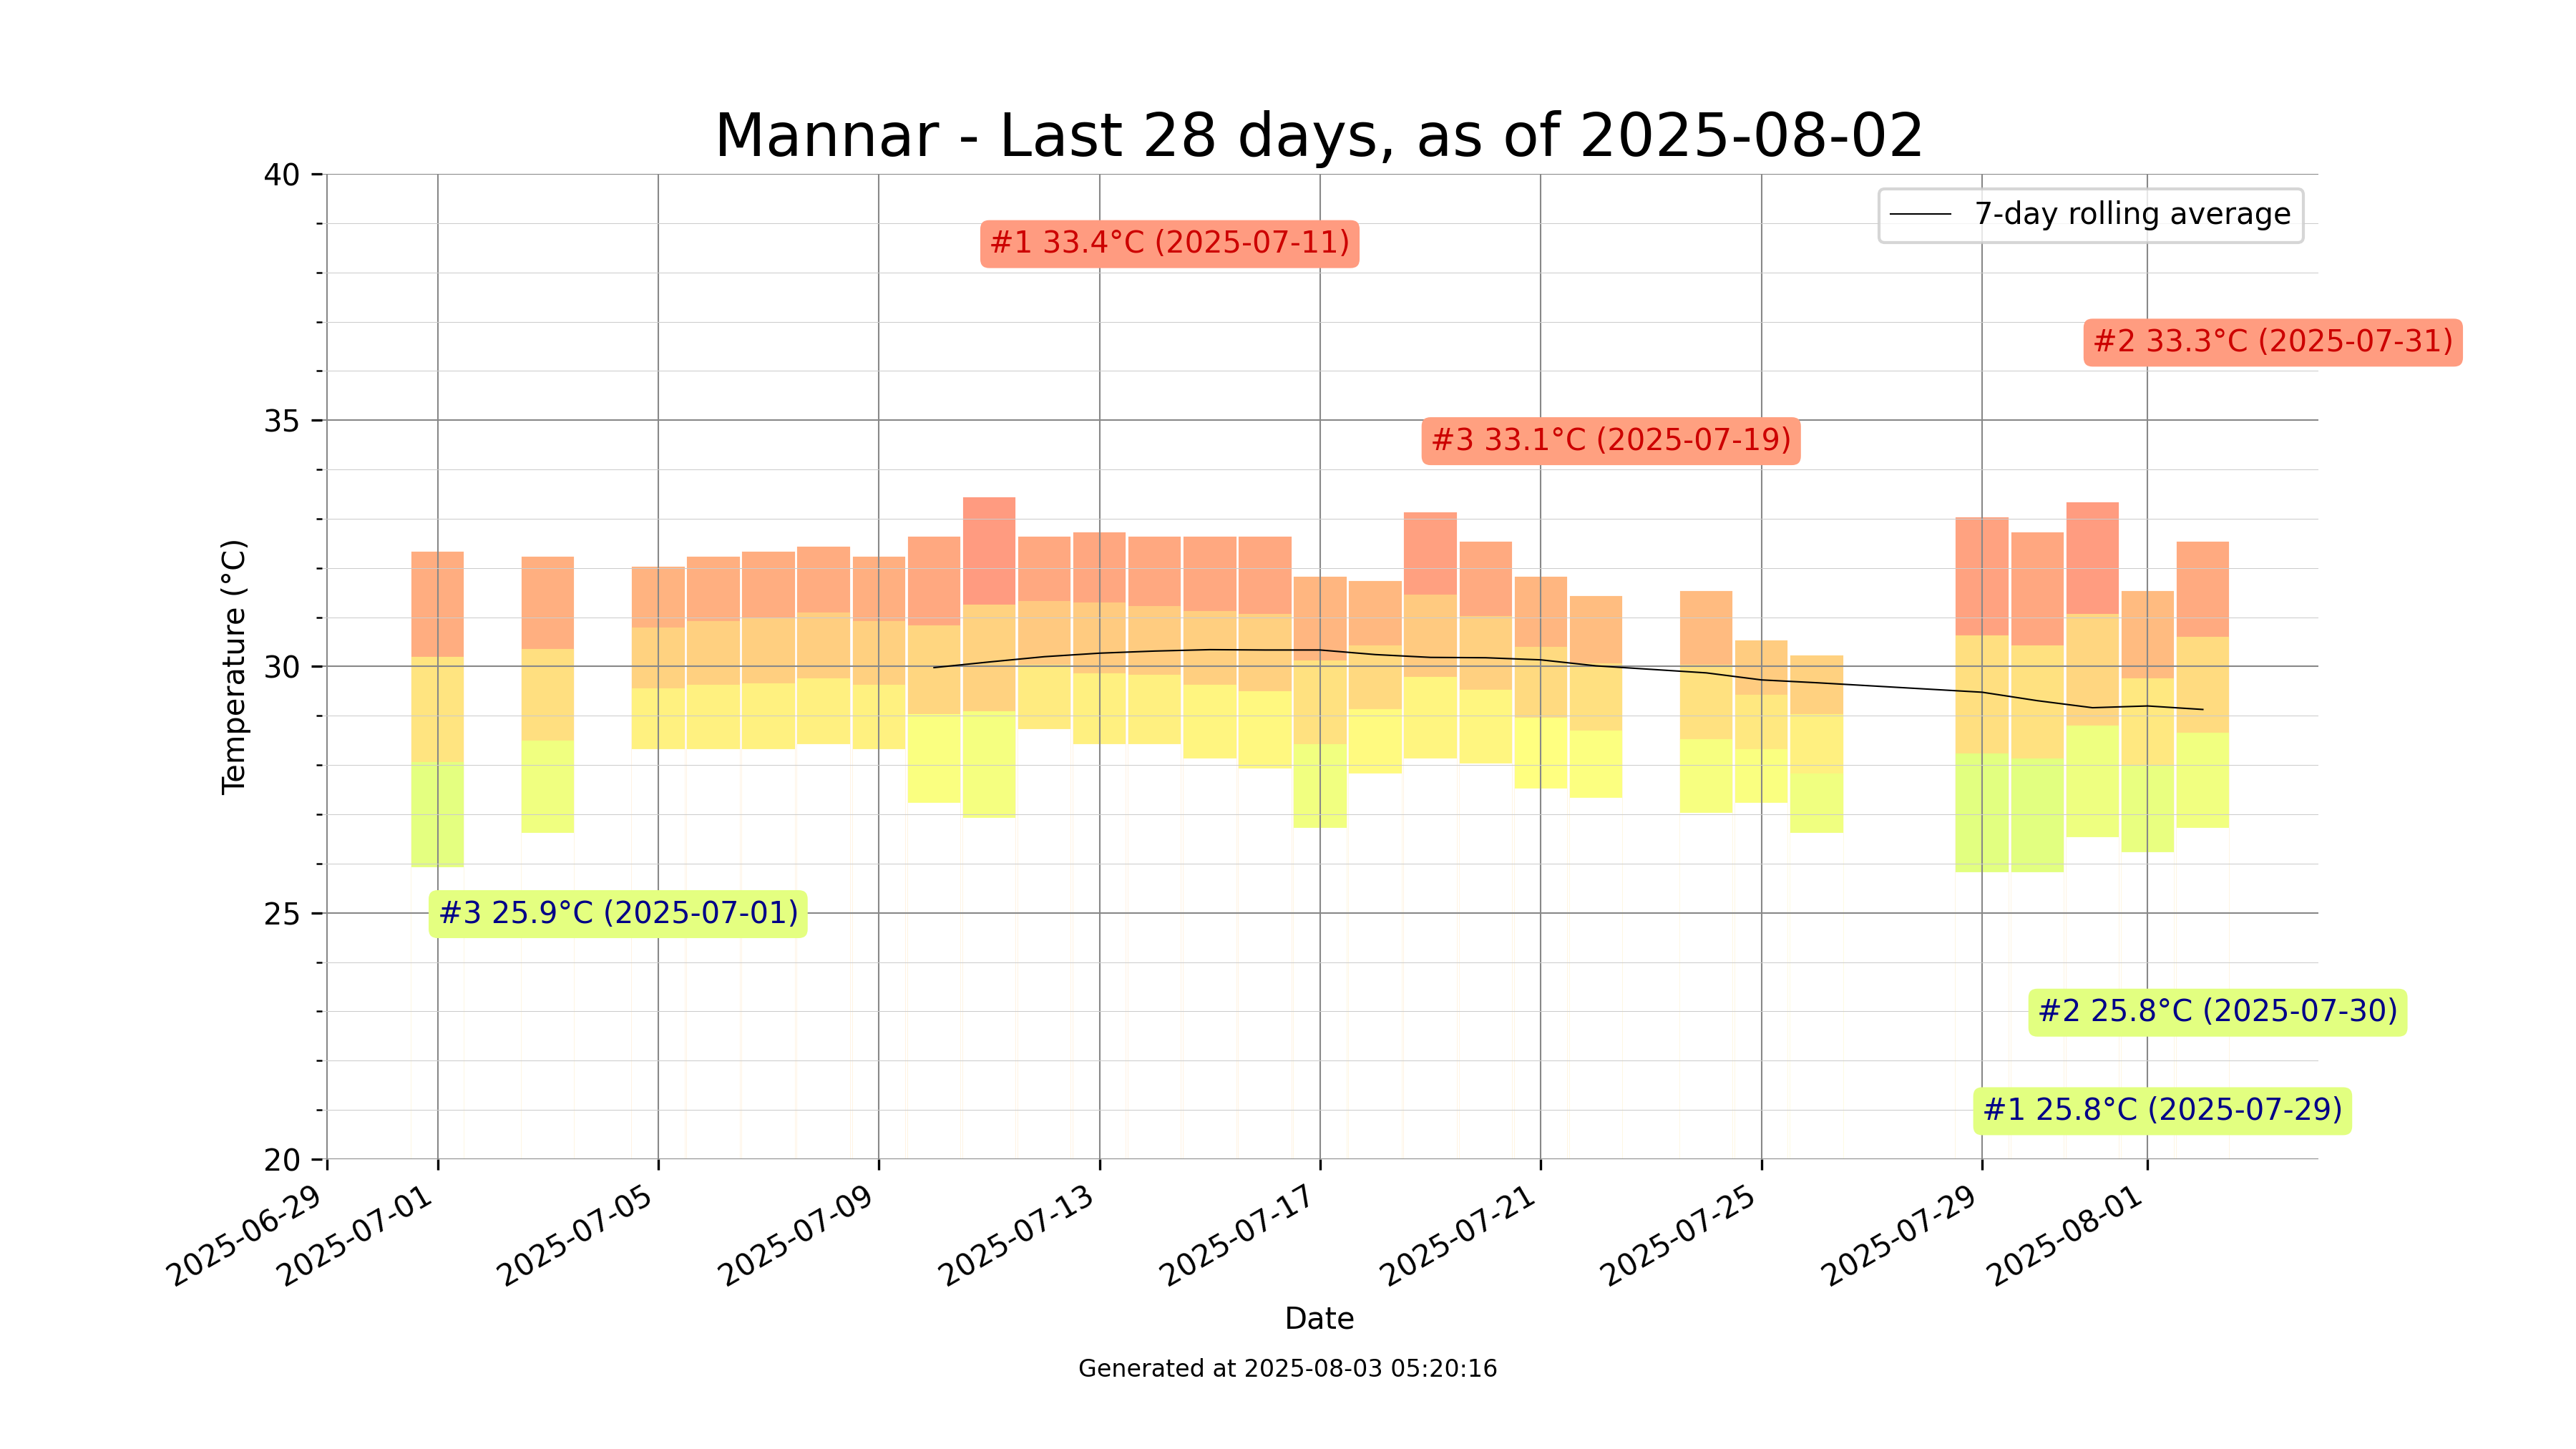 Mannar - Last 28 days, as of 2025-08-02
7-day rolling average
#1 33.4°C (2025-07-11)
#2 33.3°C (2025-07-31)
#3 33.1°C (2025-07-19)
#3 25.9°C (2025-07-01)
#2 25.8°C (2025-07-30)
#1 25.8°C (2025-07-29)
Temperature (°C)
40
35
30
25
20
2025-06-29
2025-07-01
2025-07-05
2025-07-09
2025-07-13
2025-07-17
2025-07-21
2025-07-25
2025-07-29
2025-08-01
Date
Generated at 2025-08-03 05:20:16